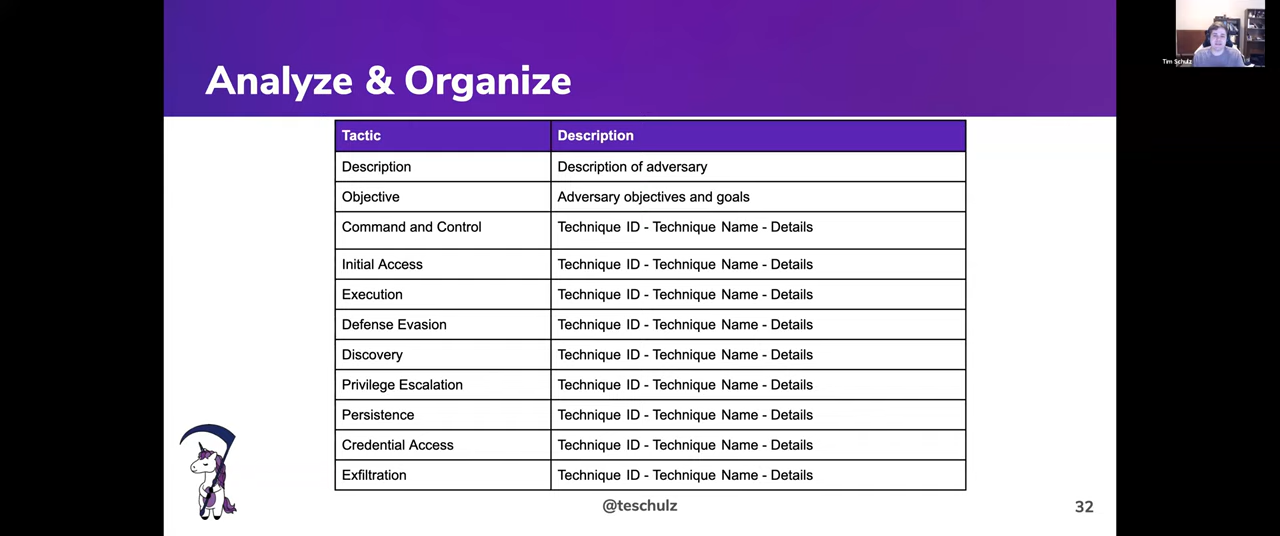 Analyze & Organize
Tim Schulz
Tactic Description
Description Description of adversary
Objective Adversary objectives and goals
Command and Control Technique ID - Technique Name - Details
Initial Access Technique ID - Technique Name - Details
Execution Technique ID - Technique Name - Details
Defense Evasion Technique ID - Technique Name - Details
Discovery Technique ID - Technique Name - Details
Privilege Escalation Technique ID - Technique Name - Details
Persistence Technique ID - Technique Name - Details
Credential Access Technique ID - Technique Name - Details
Exfiltration Technique ID - Technique Name - Details
@teschulz
32